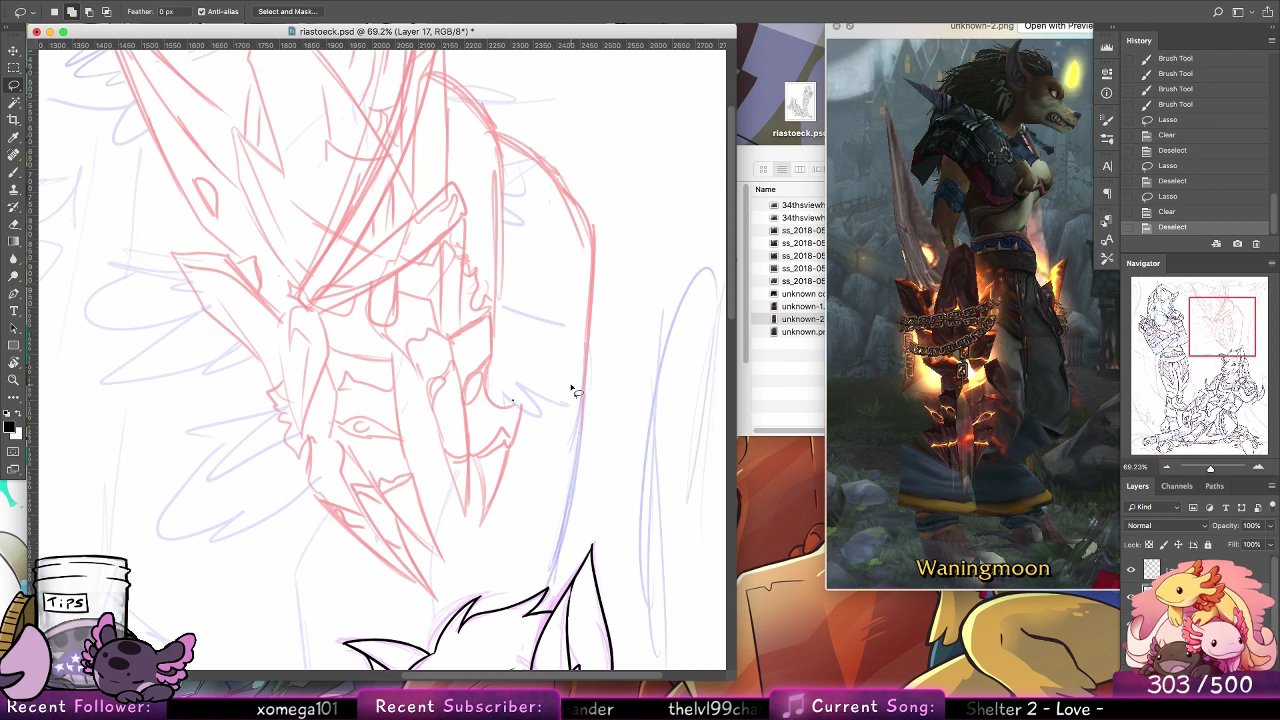 Feather: 0 px
Anti-alias
Select and Mask...
riastoeck.psd @ 69.2% (Layer 17, RGB/8*) *
unknown-2.png
Open with Previe
History
Brush Tool
Brush Tool
Brush Tool
Brush Tool
Lasso
Clear
Deselect
Lasso
Deselect
Lasso
Clear
Deselect
riastoeck.psd
Name
34thsviewh
34thsviewh
ss_2018-05
ss_2018-05
ss_2018-05
ss_2018-05
ss_2018-05
unknown co
unknown-1.
unknown-2
unknown.pr
Navigator
69.23%
Layers
Channels
Paths
Kind
Normal
Opacity: 100%
Lock:
Fill: 100%
Waningmoon
TIPS
303 /500
Recent Follower:
xomega101
Recent Subscriber:
ander
thelvl99cha
Current Song:
Shelter 2 - Love -